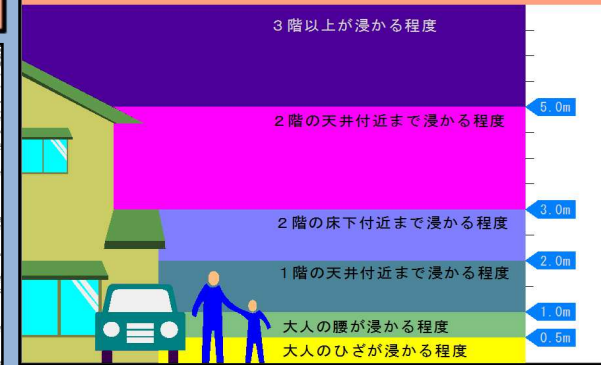 3階以上が浸かる程度
5.0m
2階の天井付近まで浸かる程度
3.0m
2階の床下付近まで浸かる程度
2.0m
1階の天井付近まで浸かる程度
1.0m
大人の腰が浸かる程度
0.5m
大人のひざが浸かる程度